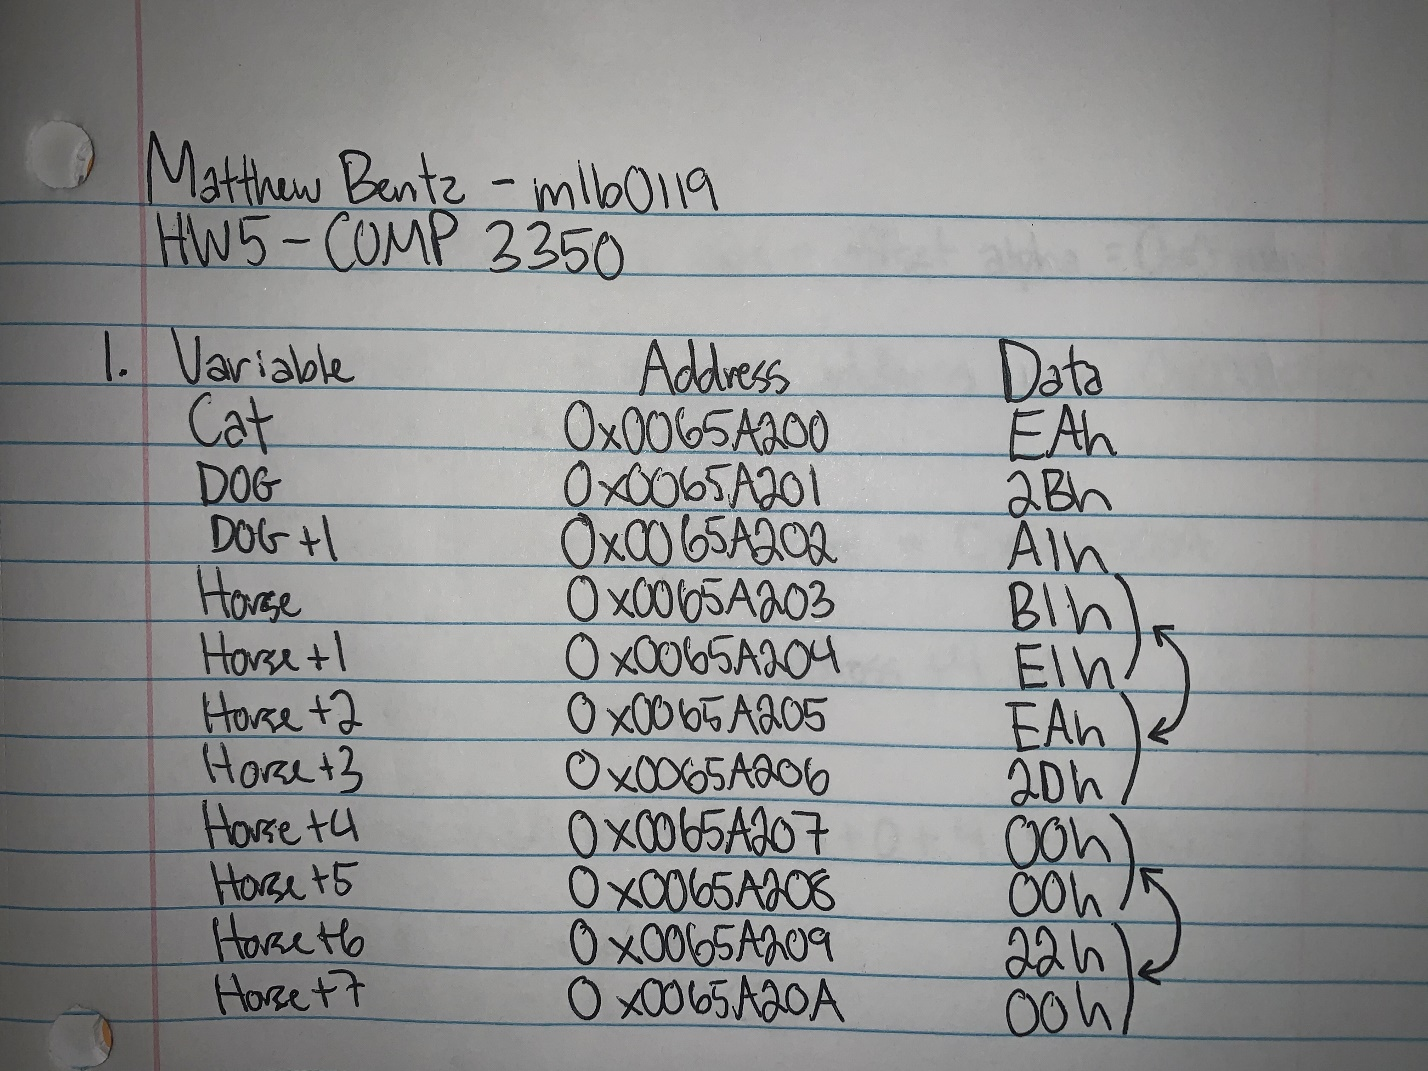 Matthew Bentz - mlb0119
HW5 - COMP 3350
1. Variable Address Data
Cat 0x0065A200 EAh
DOG 0x0065A201 2Bh
DOG +1 0x0065A202 A1h
Horse 0x0065A203 B1h
Horse +1 0x0065A204 E1h
Horse +2 0x0065A205 EAh
Horse +3 0x0065A206 2Dh
Horse +4 0x0065A207 00h
Horse +5 0x0065A208 00h
Horse +6 0x0065A209 22h
Horse +7 0x0065A20A 00h